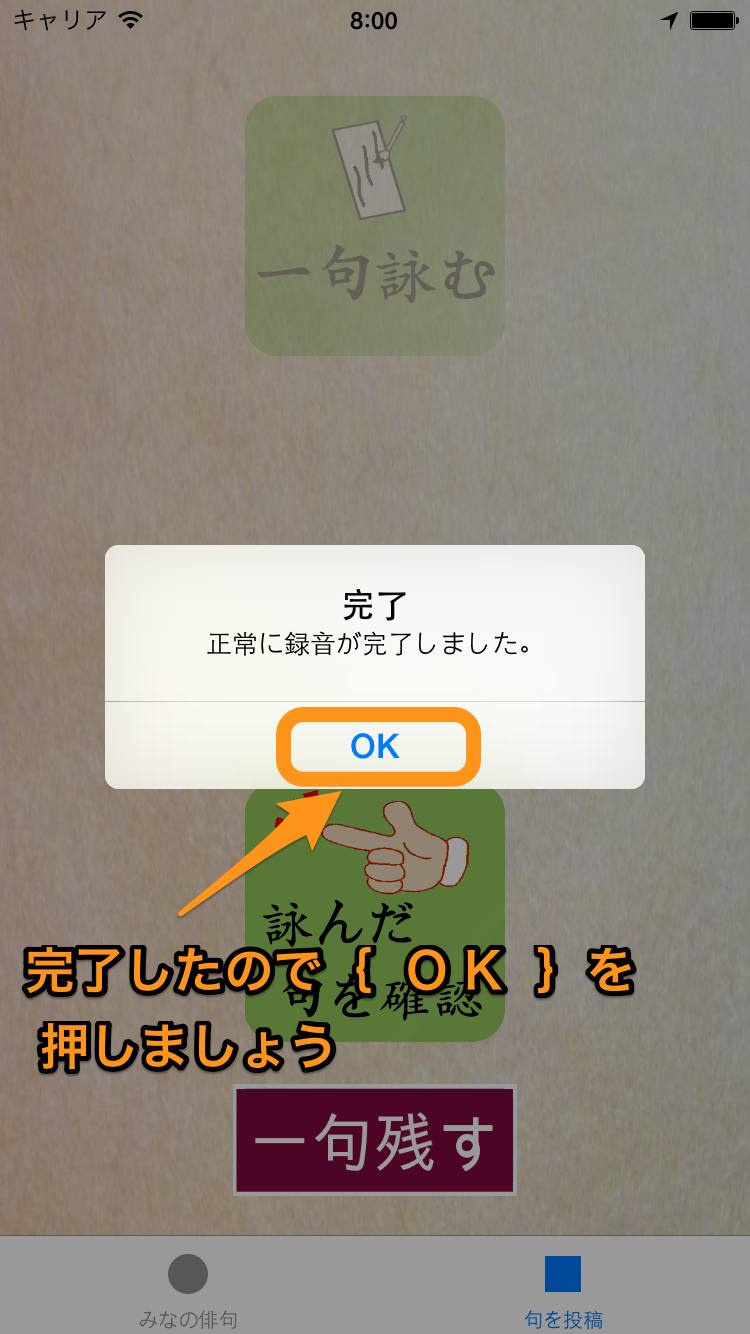 キャリア 8:00
一句詠む
完了
正常に録音が完了しました。
OK
詠んだ
句を確認
完了したので｛ ＯＫ ｝を
押しましょう
一句残す
みなの俳句 句を投稿